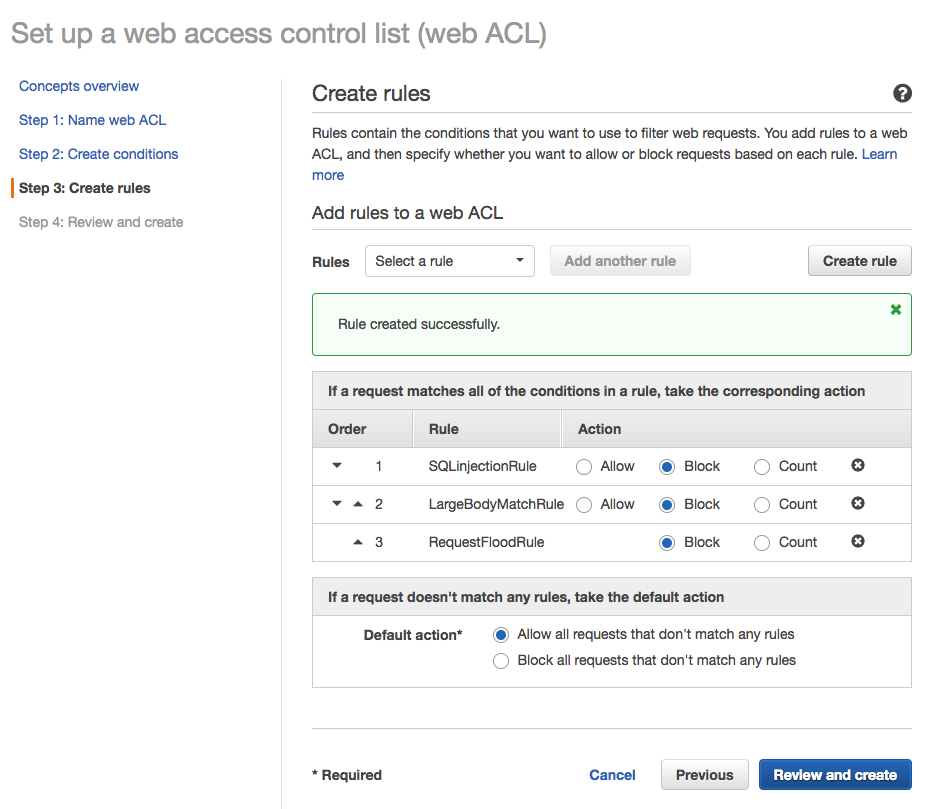 Set up a web access control list (web ACL)
Concepts overview
Step 1: Name web ACL
Step 2: Create conditions
Step 3: Create rules
Step 4: Review and create
Create rules
?
Rules contain the conditions that you want to use to filter web requests. You add rules to a web
ACL, and then specify whether you want to allow or block requests based on each rule. Learn
more
Add rules to a web ACL
Rules Select a rule Add another rule Create rule
Rule created successfully.
If a request matches all of the conditions in a rule, take the corresponding action
Order Rule Action
1 SQLinjectionRule Allow Block Count
2 LargeBodyMatchRule Allow Block Count
3 RequestFloodRule Block Count
If a request doesn't match any rules, take the default action
Default action* Allow all requests that don't match any rules
Block all requests that don't match any rules
* Required Cancel Previous Review and create